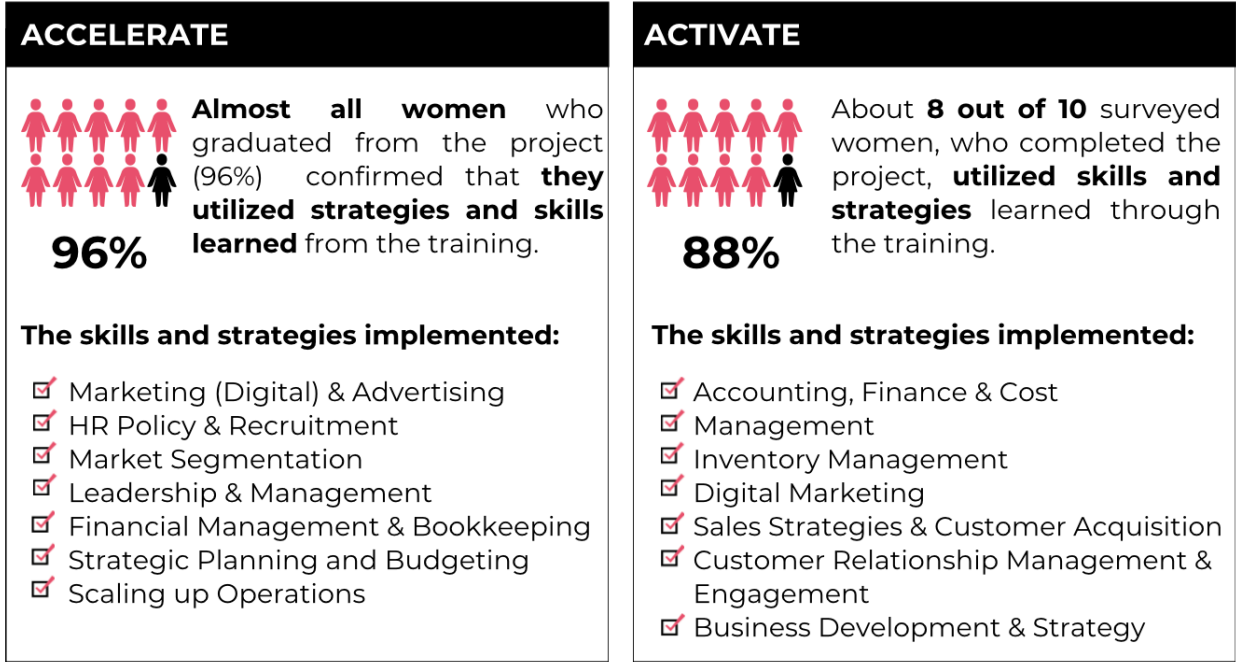 ACCELERATE
Almost all women who
graduated from the project
(96%) confirmed that they
utilized strategies and skills
learned from the training.
96%
The skills and strategies implemented:
Marketing (Digital) & Advertising
HR Policy & Recruitment
Market Segmentation
Leadership & Management
Financial Management & Bookkeeping
Strategic Planning and Budgeting
Scaling up Operations
ACTIVATE
About 8 out of 10 surveyed
women, who completed the
project, utilized skills and
strategies learned through
the training.
88%
The skills and strategies implemented:
Accounting, Finance & Cost
Management
Inventory Management
Digital Marketing
Sales Strategies & Customer Acquisition
Customer Relationship Management &
Engagement
Business Development & Strategy